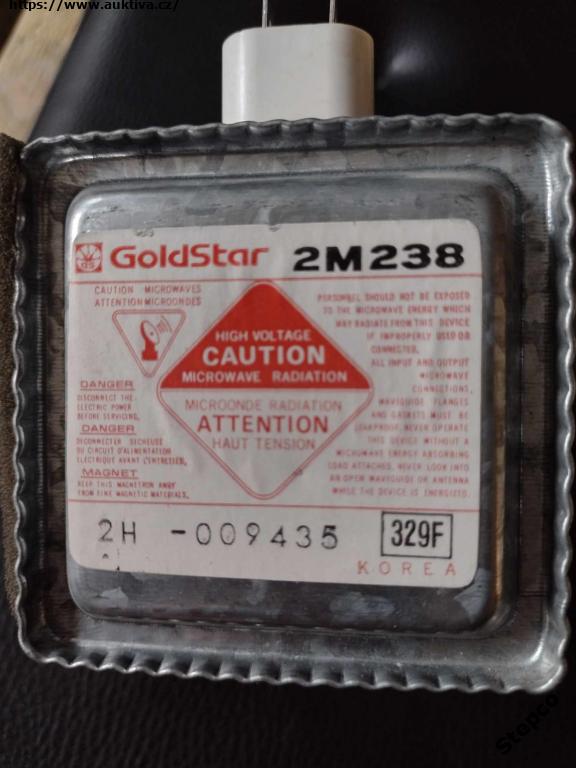 https://www.auktiva.cz/
GS GoldStar 2M238
CAUTION MICROWAVES
ATTENTION MICROONDES
HIGH VOLTAGE
CAUTION
MICROWAVE RADIATION
MICROONDE RADIATION
ATTENTION
HAUT TENSION
PERSONNEL SHOULD NOT BE EXPOSED
TO THE MICROWAVE ENERGY WHICH
MAY RADIATE FROM THIS DEVICE
IF IMPROPERLY USED OR
CONNECTED.
ALL INPUT AND OUTPUT
MICROWAVE
CONNECTIONS,
WAVEGUIDE FLANGES
AND GASKETS MUST BE
LEAKPROOF, NEVER OPERATE
THIS DEVICE WITHOUT A
MICROWAVE ENERGY ABSORBING
LOAD ATTACHES. NEVER LOOK INTO
AN OPEN WAVEGUIDE OR ANTENNA
WHILE THE DEVICE IS ENERGIZED.
DANGER
DISCONNECT THE
ELECTRIC POWER
BEFORE SERVICING.
DANGER
DECONNECTER SECHEUSE
DU CIRCUIT D'ALIMENTATION
ELECTRIQUE AVANT L'ENTRESIEE.
MAGNET
KEEP THIS MAGNETRON AWAY
FROM FINE MAGNETIC MATERIALS.
2H -009435 329F
KOREA
Stepco